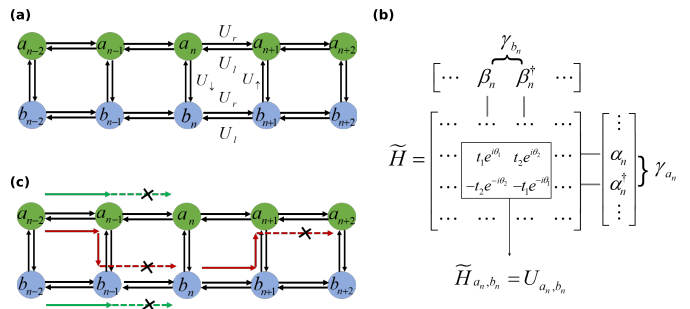 (a)
a_{n-2} a_{n-1} a_n U_r a_{n+1} a_{n+2}
U_l
U_↓ U_↑
U_r
b_{n-2} b_{n-1} b_n b_{n+1} b_{n+2}
U_l
(b)
γ_{b_n}
[⋯ β_n β_n^† ⋯]
H̃ =
⋯ ⋯ ⋯ ⋯
⋯ t_1e^{iθ_1} t_2e^{iθ_2} ⋯
⋯ -t_2e^{-iθ_2} -t_1e^{-iθ_1} ⋯
⋯ ⋯ ⋯ ⋯
⋮
α_n
α_n^†
⋮
} γ_{a_n}
H̃_{a_n,b_n} = U_{a_n,b_n}
(c)
a_{n-2} a_{n-1} a_n a_{n+1} a_{n+2}
b_{n-2} b_{n-1} b_n b_{n+1} b_{n+2}